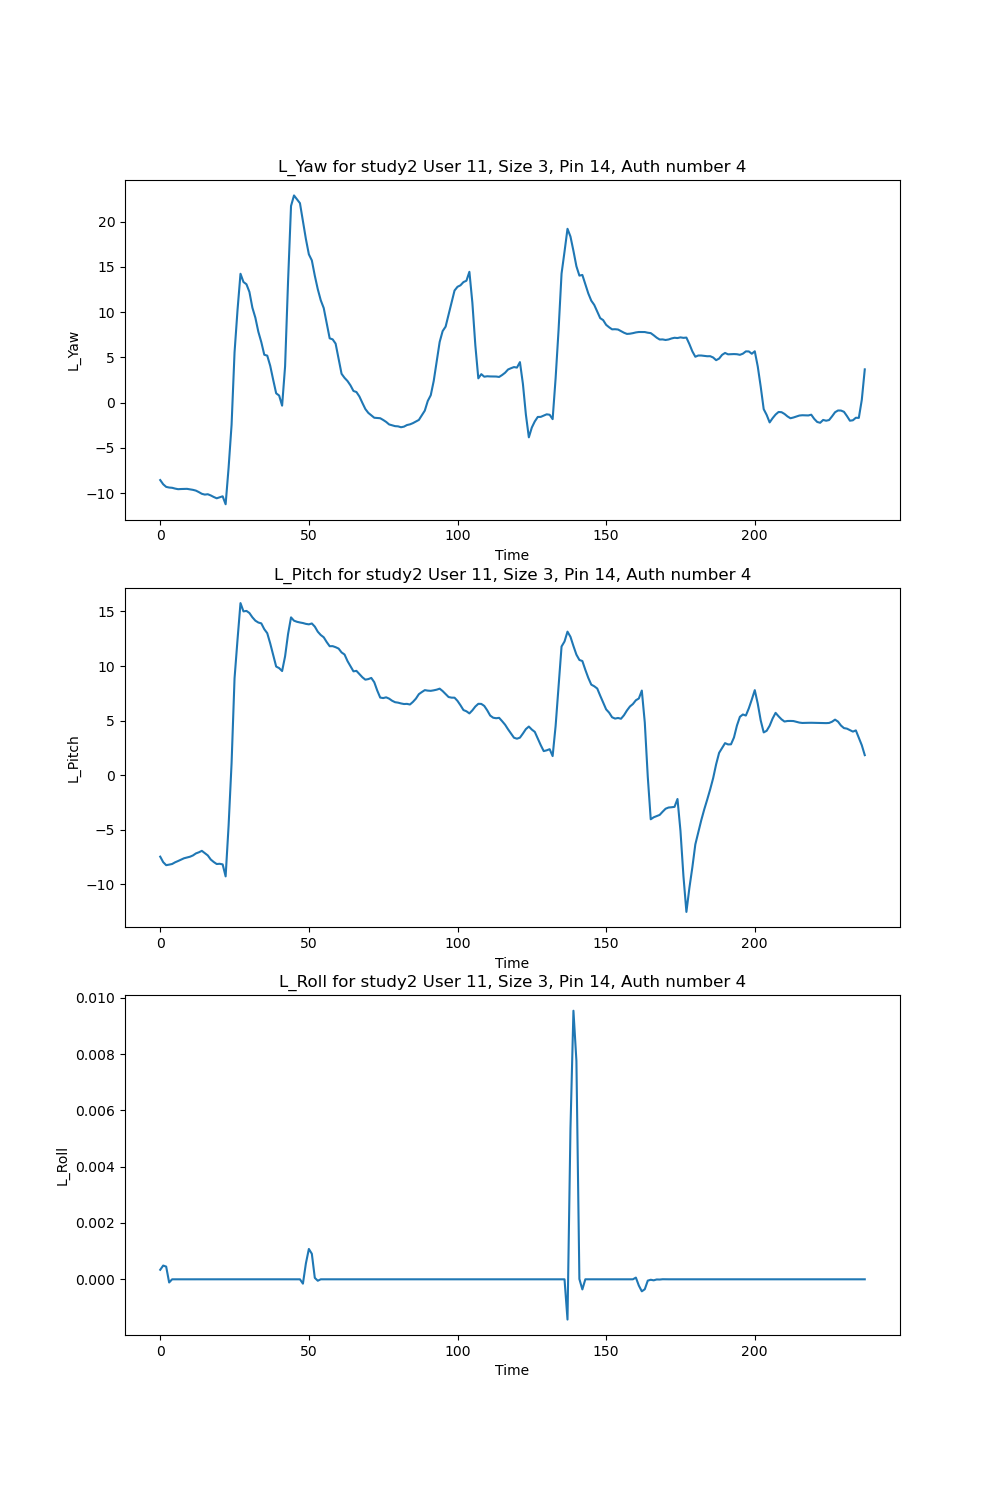 L_Yaw for study2 User 11, Size 3, Pin 14, Auth number 4
20
15
10
5
0
−5
−10
L_Yaw
0 50 100 150 200
Time
L_Pitch for study2 User 11, Size 3, Pin 14, Auth number 4
15
10
5
0
−5
−10
L_Pitch
0 50 100 150 200
Time
L_Roll for study2 User 11, Size 3, Pin 14, Auth number 4
0.010
0.008
0.006
0.004
0.002
0.000
L_Roll
0 50 100 150 200
Time